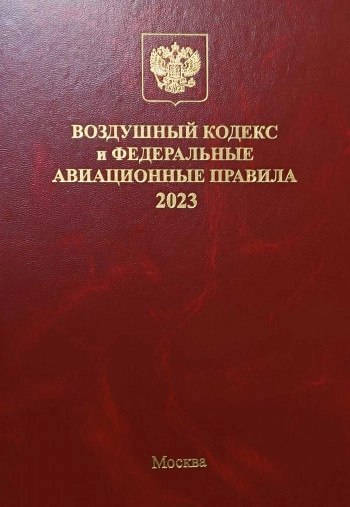 ВОЗДУШНЫЙ КОДЕКС
и ФЕДЕРАЛЬНЫЕ
АВИАЦИОННЫЕ ПРАВИЛА
2023
Москва